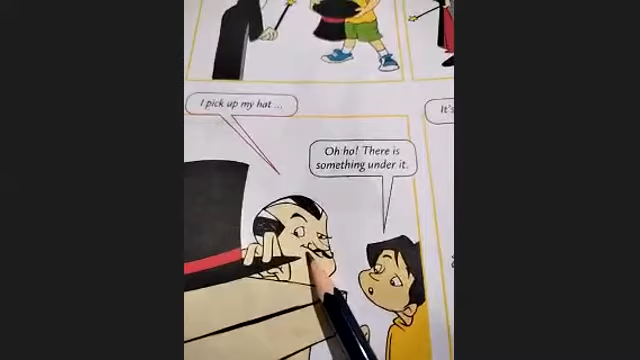 I pick up my hat ...
Oh ho! There is
something under it.
It's